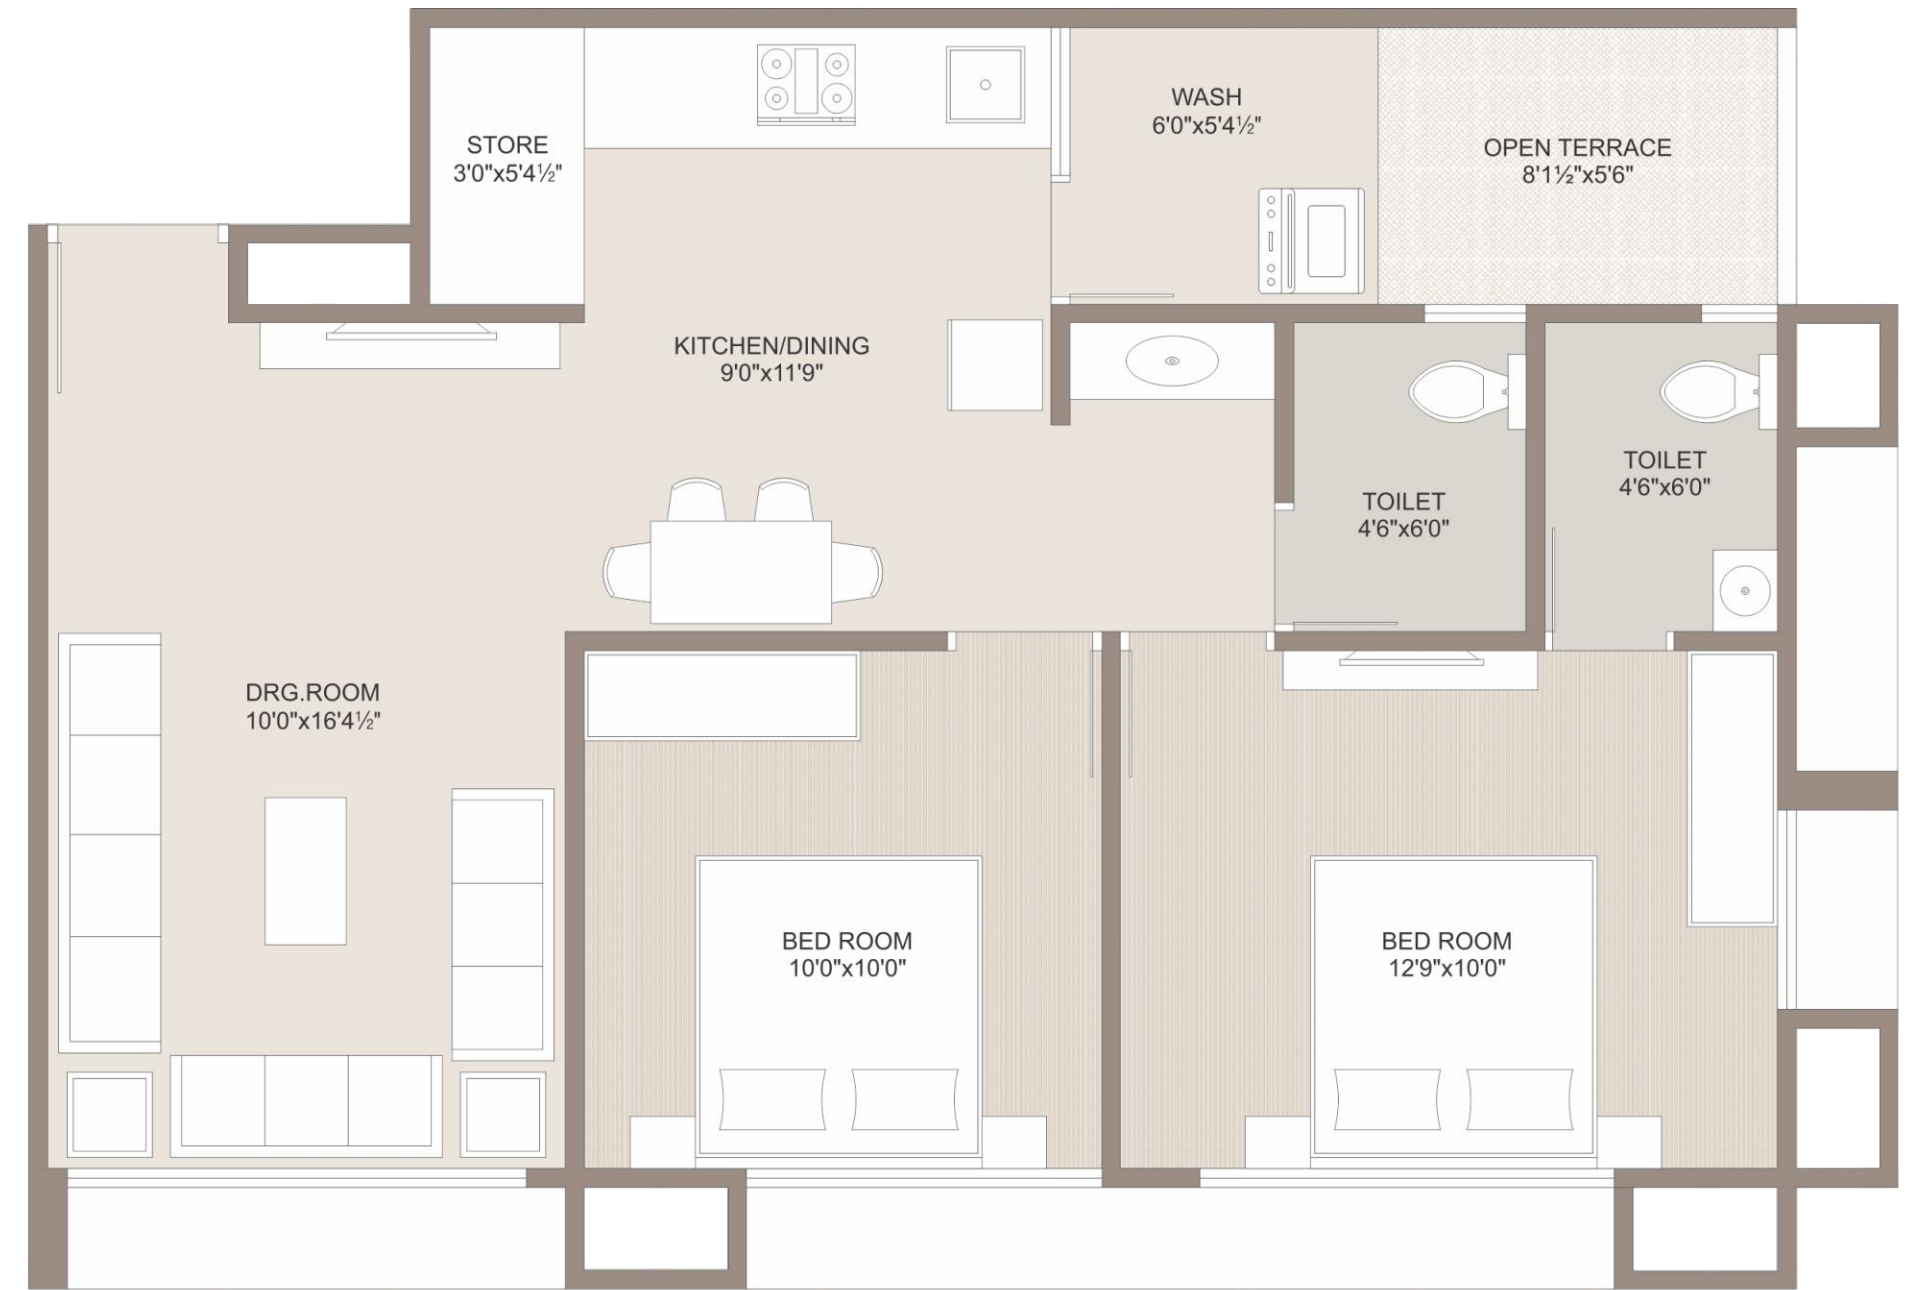 WASH
6'0"x5'4½"
STORE
3'0"x5'4½"
OPEN TERRACE
8'1½"x5'6"
KITCHEN/DINING
9'0"x11'9"
TOILET
4'6"x6'0"
TOILET
4'6"x6'0"
DRG.ROOM
10'0"x16'4½"
BED ROOM
10'0"x10'0"
BED ROOM
12'9"x10'0"